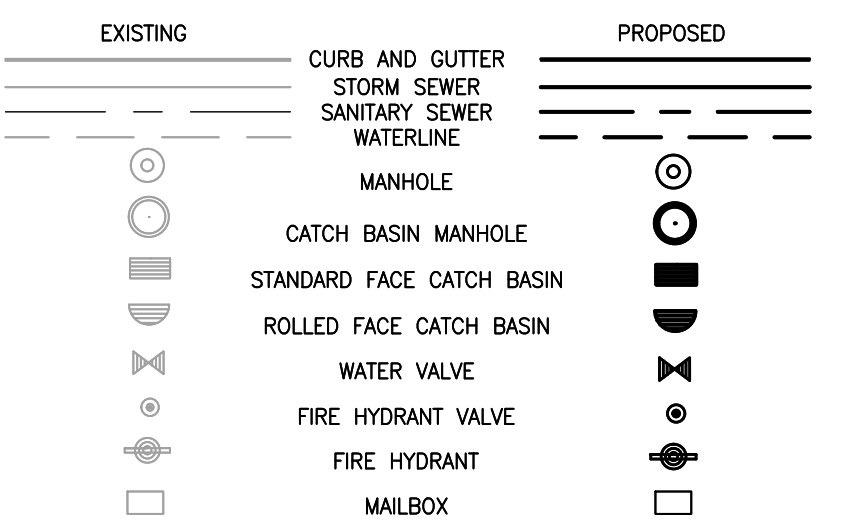 EXISTING PROPOSED
CURB AND GUTTER
STORM SEWER
SANITARY SEWER
WATERLINE
MANHOLE
CATCH BASIN MANHOLE
STANDARD FACE CATCH BASIN
ROLLED FACE CATCH BASIN
WATER VALVE
FIRE HYDRANT VALVE
FIRE HYDRANT
MAILBOX